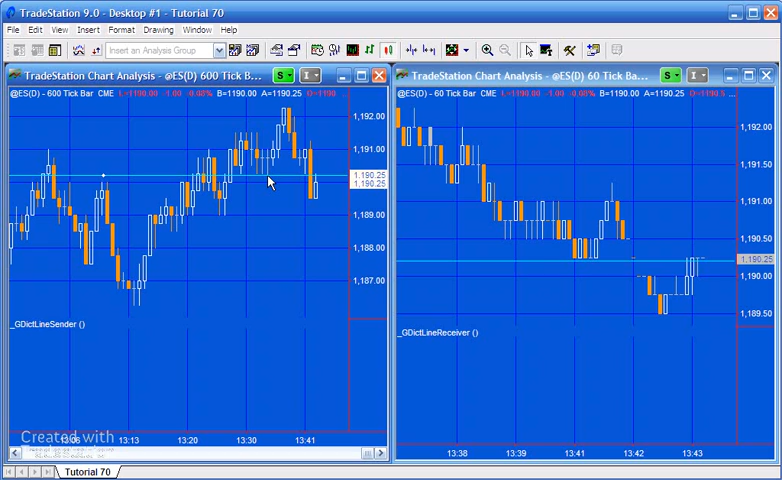 TradeStation 9.0 - Desktop #1 - Tutorial 70
File Edit View Insert Format Drawing Window Help
Insert an Analysis Group
TradeStation Chart Analysis - @ES(D) 600 Tick B...
S
I
@ES(D) - 600 Tick Bar CME L=1190.00 -1.00 -0.08% B=1190.00 A=1190.25 O=1190 ...
1,192.00
1,191.00
1,190.25
1,190.25
1,189.00
1,188.00
1,187.00
_GDictLineSender ()
Created with
13:06 13:13 13:20 13:30 13:41
TradeStation Chart Analysis - @ES(D) 60 Tick Ba...
S
I
@ES(D) - 60 Tick Bar CME L=1190.00 -1.00 -0.08% B=1190.00 A=1190.25 O=1190.5 ...
1,192.00
1,191.50
1,191.00
1,190.50
1,190.25
1,190.00
1,189.50
_GDictLineReceiver ()
13:38 13:39 13:41 13:42 13:43
Tutorial 70